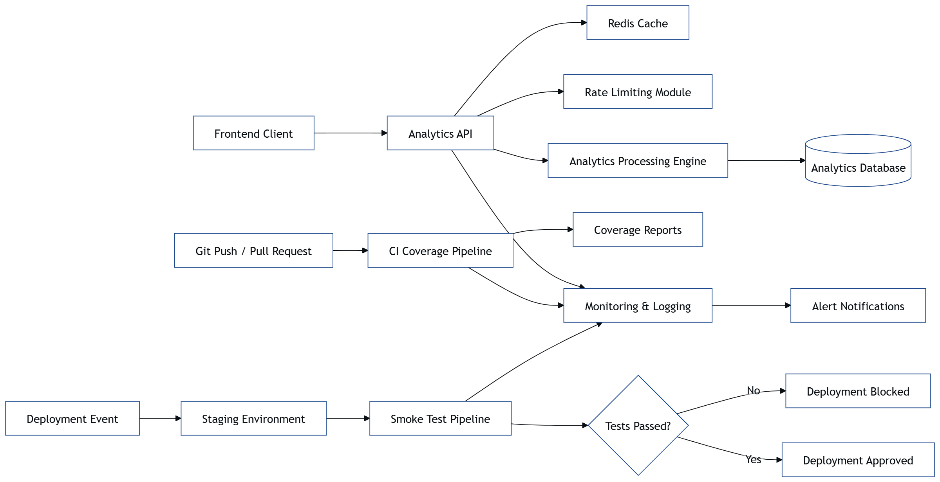 Redis Cache
Rate Limiting Module
Frontend Client
Analytics API
Analytics Processing Engine
Analytics Database
Git Push / Pull Request
CI Coverage Pipeline
Coverage Reports
Monitoring & Logging
Alert Notifications
Deployment Event
Staging Environment
Smoke Test Pipeline
Tests Passed?
No
Deployment Blocked
Yes
Deployment Approved